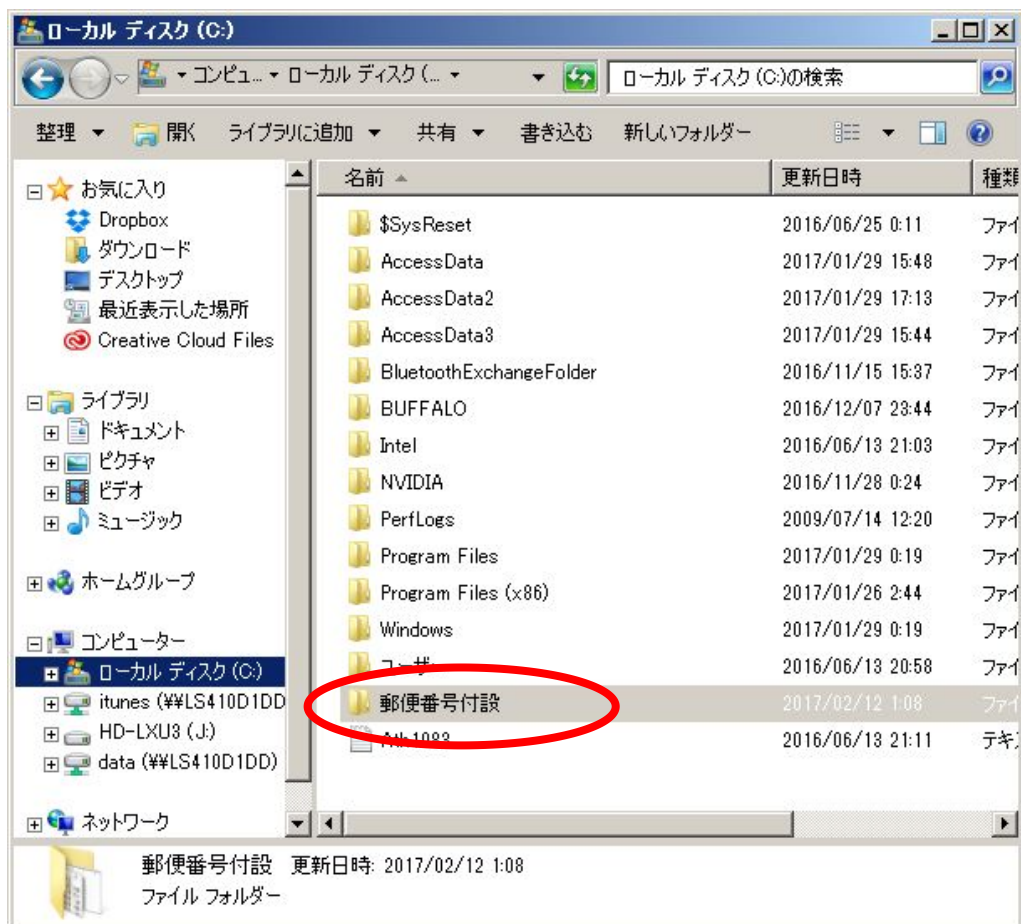 ローカル ディスク (C:)
コンピュ... ローカル ディスク (... ローカル ディスク (C:)の検索
整理 開く ライブラリに追加 共有 書き込む 新しいフォルダー
お気に入り
Dropbox
ダウンロード
デスクトップ
最近表示した場所
Creative Cloud Files
ライブラリ
ドキュメント
ピクチャ
ビデオ
ミュージック
ホームグループ
コンピューター
ローカル ディスク (C:)
itunes (¥¥LS410D1DD
HD-LXU3 (J:)
data (¥¥LS410D1DD)
ネットワーク
名前 更新日時 種類
$SysReset 2016/06/25 0:11 ファイ
AccessData 2017/01/29 15:48 ファイ
AccessData2 2017/01/29 17:13 ファイ
AccessData3 2017/01/29 15:44 ファイ
BluetoothExchangeFolder 2016/11/15 15:37 ファイ
BUFFALO 2016/12/07 23:44 ファイ
Intel 2016/06/13 21:03 ファイ
NVIDIA 2016/11/28 0:24 ファイ
PerfLogs 2009/07/14 12:20 ファイ
Program Files 2017/01/29 0:19 ファイ
Program Files (x86) 2017/01/26 2:44 ファイ
Windows 2017/01/29 0:19 ファイ
ユーザー 2016/06/13 20:58 ファイ
郵便番号付設 2017/02/12 1:08 ファイ
2016/06/13 21:11 テキ
郵便番号付設 更新日時: 2017/02/12 1:08
ファイル フォルダー